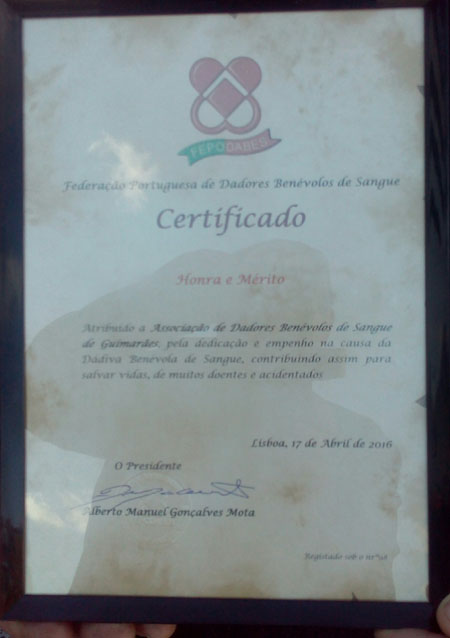 FEPODABES
Federação Portuguesa de Dadores Benévolos de Sangue
Certificado
Honra e Mérito
Atribuído a Associação de Dadores Benévolos de Sangue
de Guimarães, pela dedicação e empenho na causa da
Dádiva Benévola de Sangue, contribuindo assim para
salvar vidas, de muitos doentes e acidentados
Lisboa, 17 de Abril de 2016
O Presidente
Alberto Manuel Gonçalves Mota
Registado sob o